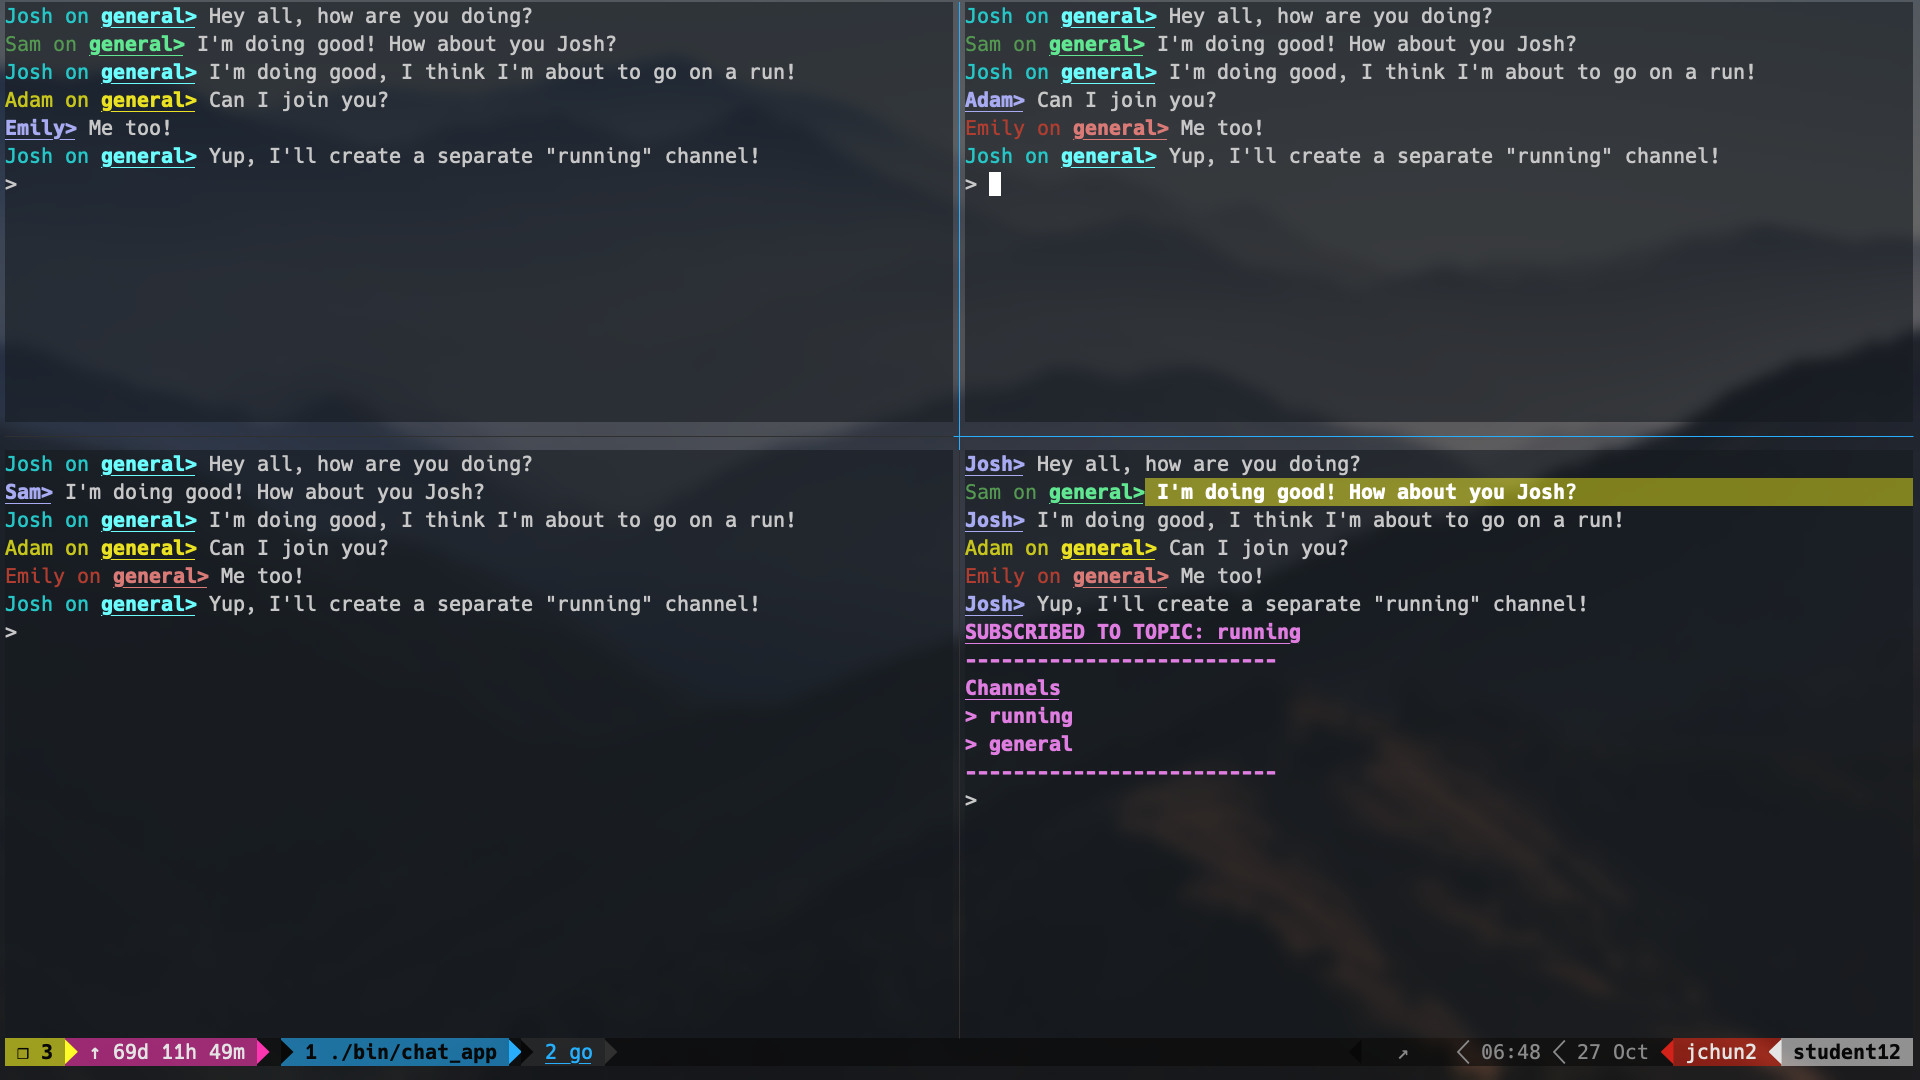 Josh on general> Hey all, how are you doing?
Sam on general> I'm doing good! How about you Josh?
Josh on general> I'm doing good, I think I'm about to go on a run!
Adam on general> Can I join you?
Emily> Me too!
Josh on general> Yup, I'll create a separate "running" channel!
>
Josh on general> Hey all, how are you doing?
Sam on general> I'm doing good! How about you Josh?
Josh on general> I'm doing good, I think I'm about to go on a run!
Adam> Can I join you?
Emily on general> Me too!
Josh on general> Yup, I'll create a separate "running" channel!
>
Josh on general> Hey all, how are you doing?
Sam> I'm doing good! How about you Josh?
Josh on general> I'm doing good, I think I'm about to go on a run!
Adam on general> Can I join you?
Emily on general> Me too!
Josh on general> Yup, I'll create a separate "running" channel!
>
Josh> Hey all, how are you doing?
Sam on general> I'm doing good! How about you Josh?
Josh> I'm doing good, I think I'm about to go on a run!
Adam on general> Can I join you?
Emily on general> Me too!
Josh> Yup, I'll create a separate "running" channel!
SUBSCRIBED TO TOPIC: running
--------------------------
Channels
> running
> general
--------------------------
>
❐ 3 ↑ 69d 11h 49m 1 ./bin/chat_app 2 go ↗ 06:48 27 Oct jchun2 student12